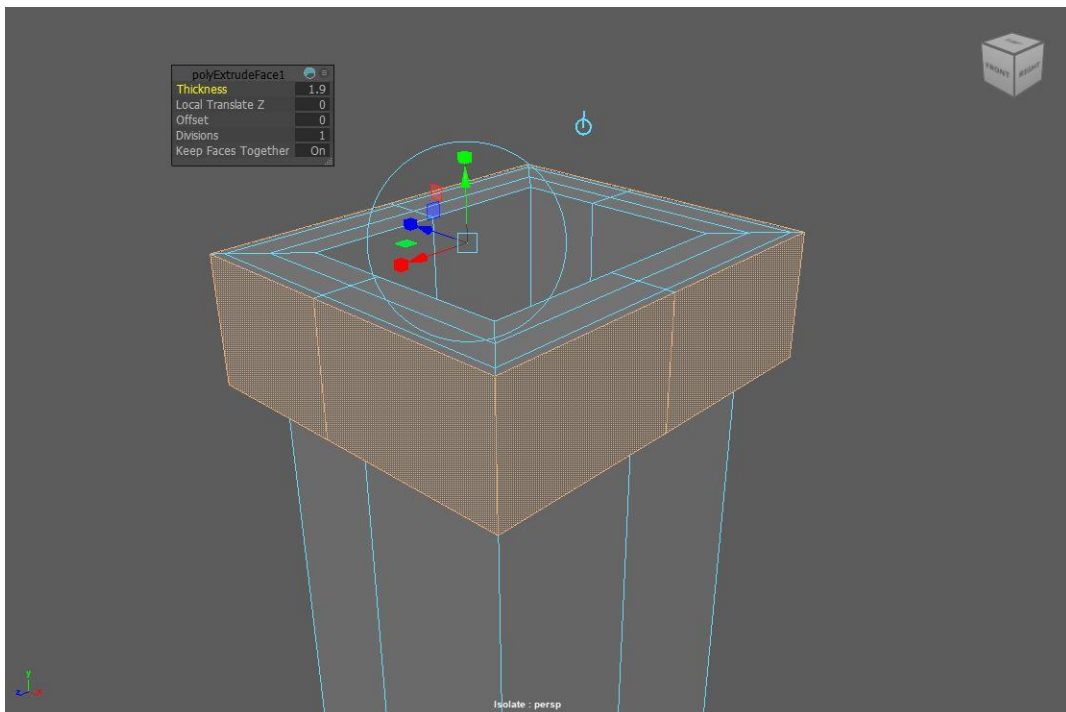 polyExtrudeFace1
Thickness 1.9
Local Translate Z 0
Offset 0
Divisions 1
Keep Faces Together On
FRONT RIGHT
y
z x
Isolate : persp